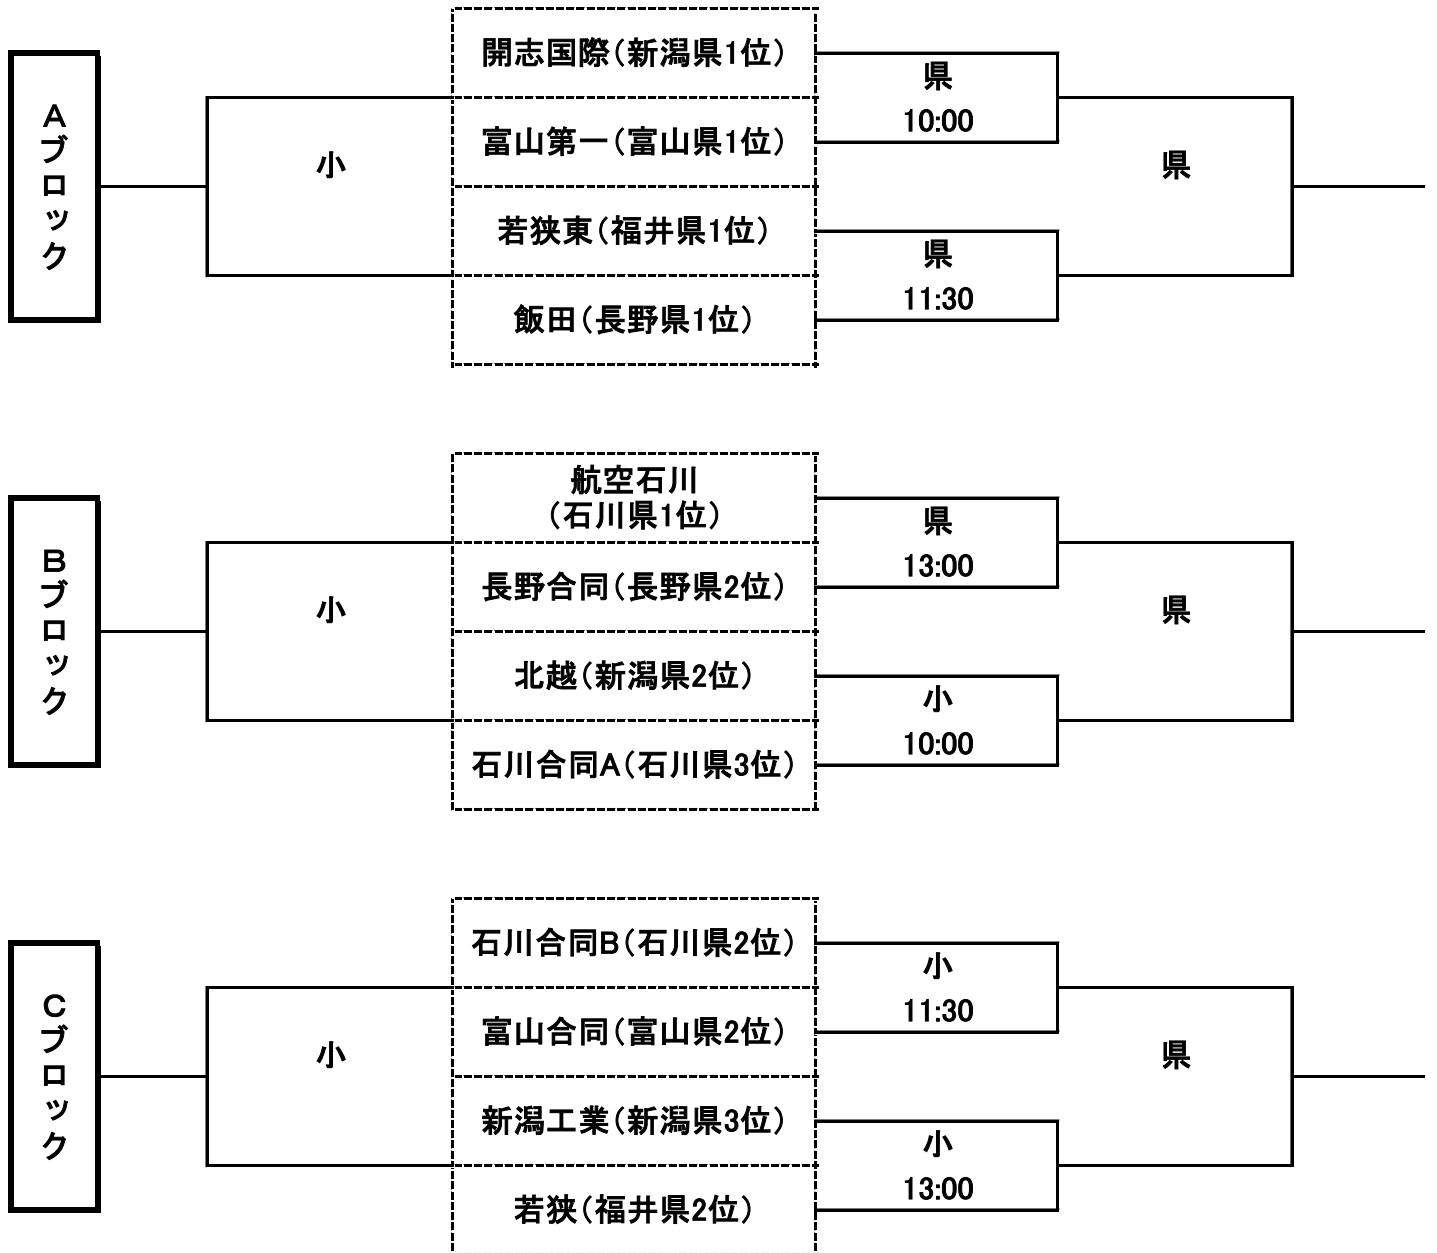 Aブロック
小
開志国際（新潟県1位）
富山第一（富山県1位）
若狭東（福井県1位）
飯田（長野県1位）
県
10:00
県
11:30
県
Bブロック
小
航空石川
（石川県1位）
長野合同（長野県2位）
北越（新潟県2位）
石川合同A（石川県3位）
県
13:00
小
10:00
県
Cブロック
小
石川合同B（石川県2位）
富山合同（富山県2位）
新潟工業（新潟県3位）
若狭（福井県2位）
小
11:30
小
13:00
県